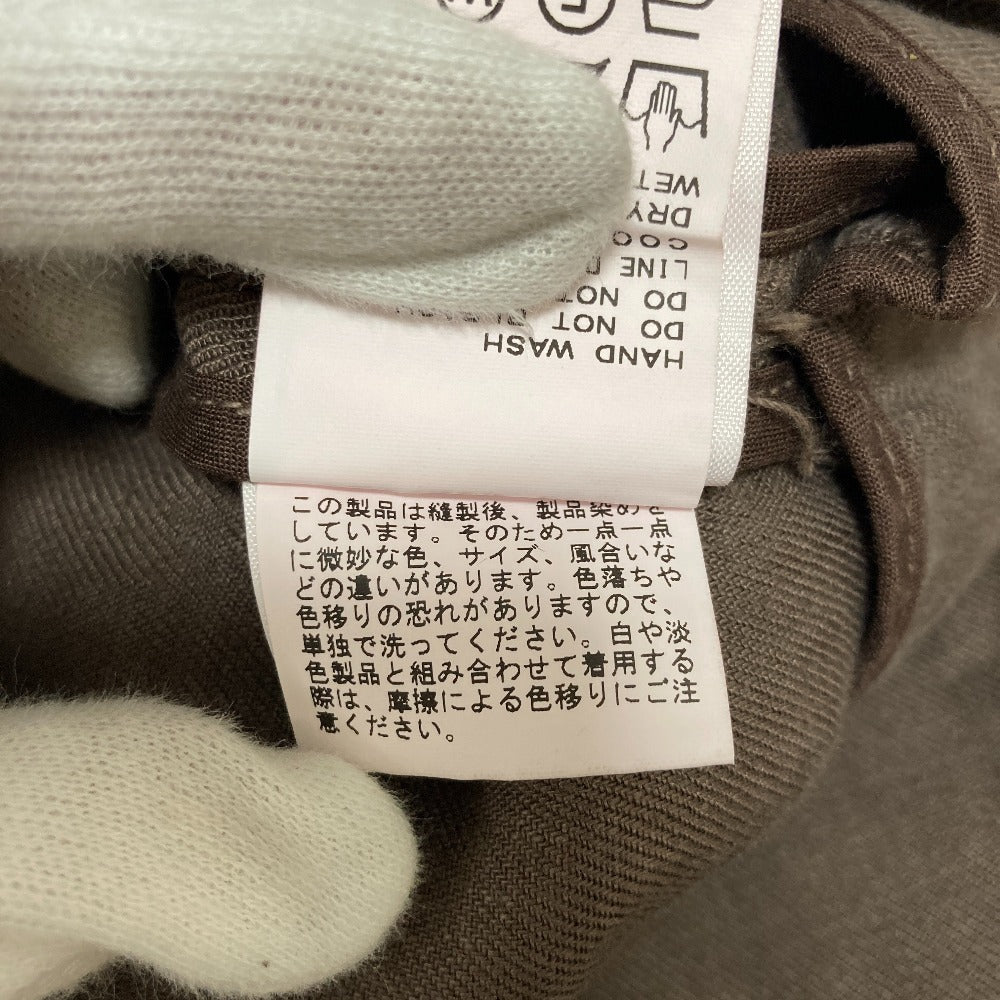 WET
DRY
COO
LINE D
DO NOT
DO NOT BLEACH
HAND WASH
この製品は縫製後、製品染めを
しています。そのため一点一点
に微妙な色、サイズ、風合いな
どの違いがあります。色落ちや
色移りの恐れがありますので、
単独で洗ってください。白や淡
色製品と組み合わせて着用する
際は、摩擦による色移りにご注
意ください。